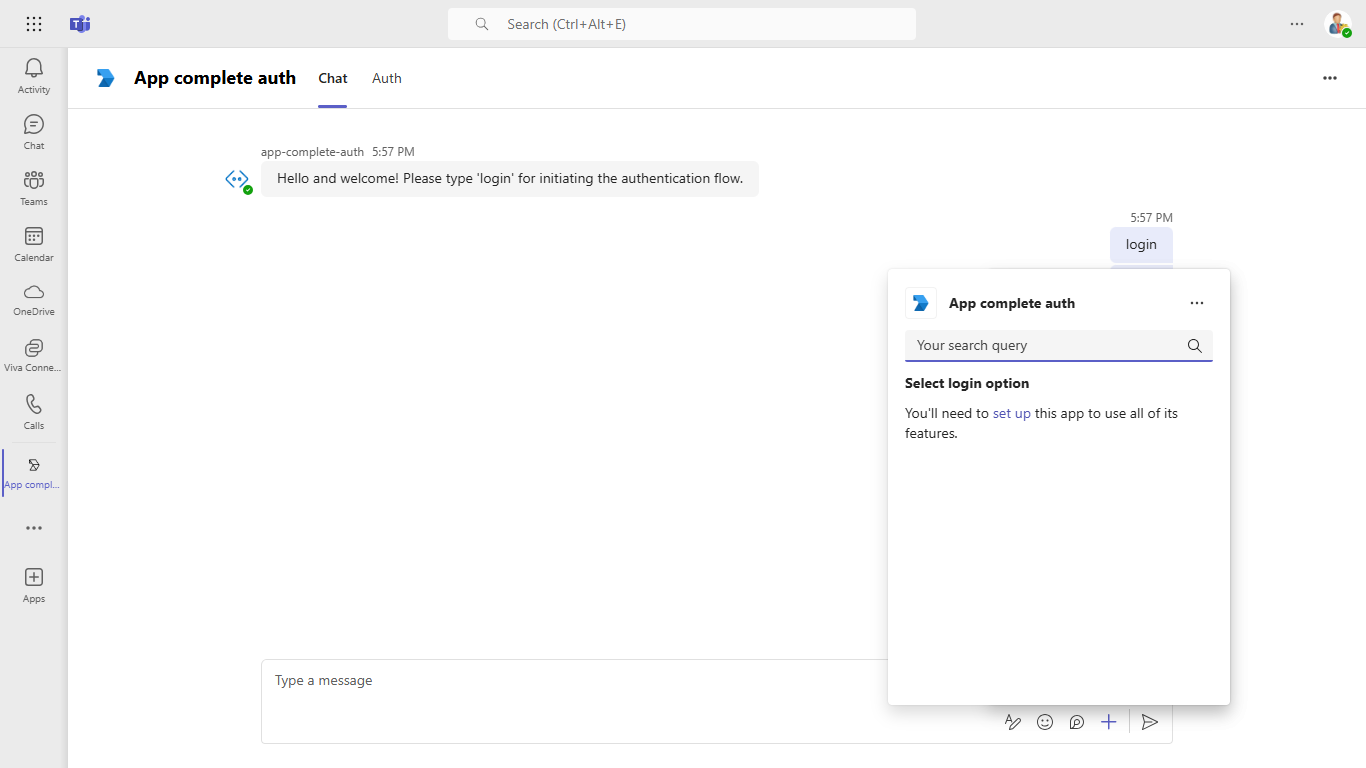 Search (Ctrl+Alt+E)
App complete auth
Chat
Auth
Activity
Chat
Teams
Calendar
OneDrive
Viva Conne...
Calls
App compl...
Apps
app-complete-auth 5:57 PM
Hello and welcome! Please type 'login' for initiating the authentication flow.
5:57 PM
login
App complete auth
Your search query
Select login option
You'll need to set up this app to use all of its
features.
Type a message